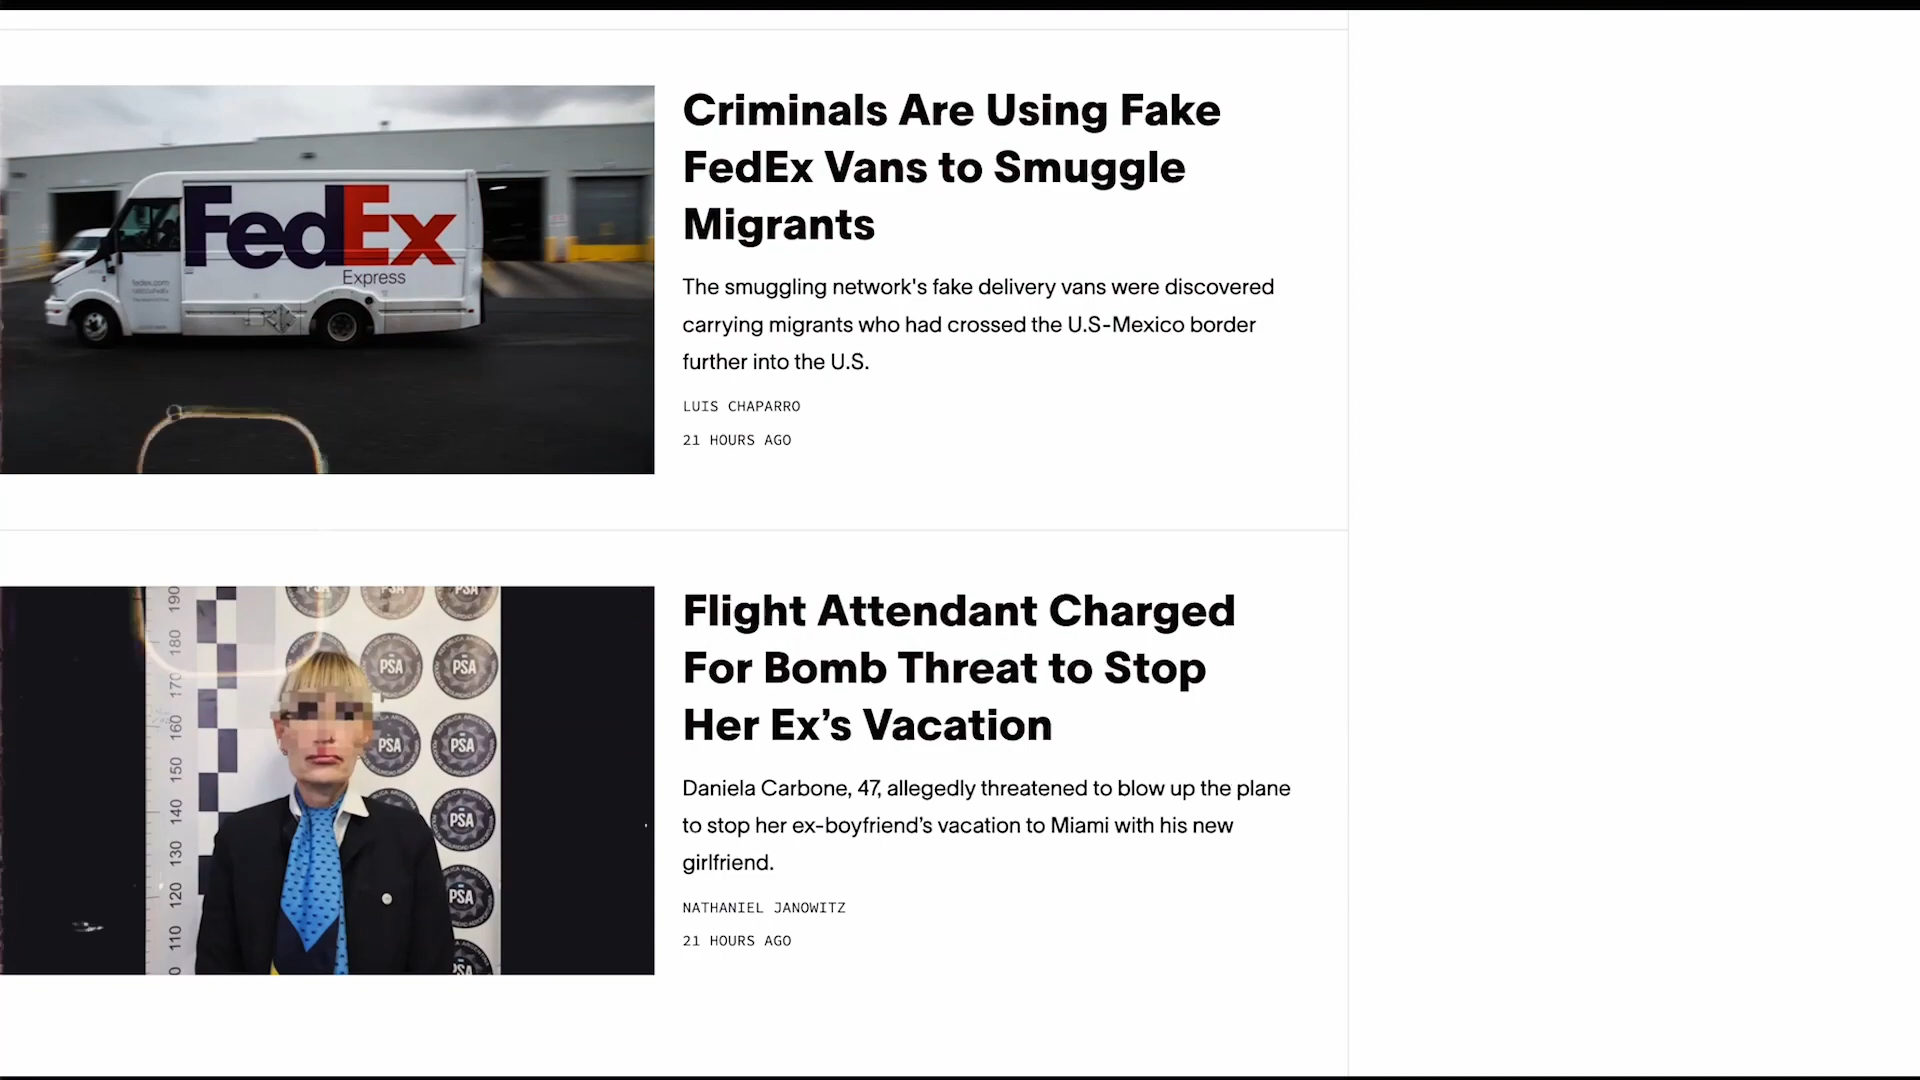 FedEx
Express
fedex.com
Criminals Are Using Fake
FedEx Vans to Smuggle
Migrants
The smuggling network's fake delivery vans were discovered
carrying migrants who had crossed the U.S-Mexico border
further into the U.S.
LUIS CHAPARRO
21 HOURS AGO
190
180
170
160
150
140
130
120
110
PSA
PSA
PSA
PSA
PSA
PSA
PSA
PSA
Flight Attendant Charged
For Bomb Threat to Stop
Her Ex’s Vacation
Daniela Carbone, 47, allegedly threatened to blow up the plane
to stop her ex-boyfriend’s vacation to Miami with his new
girlfriend.
NATHANIEL JANOWITZ
21 HOURS AGO